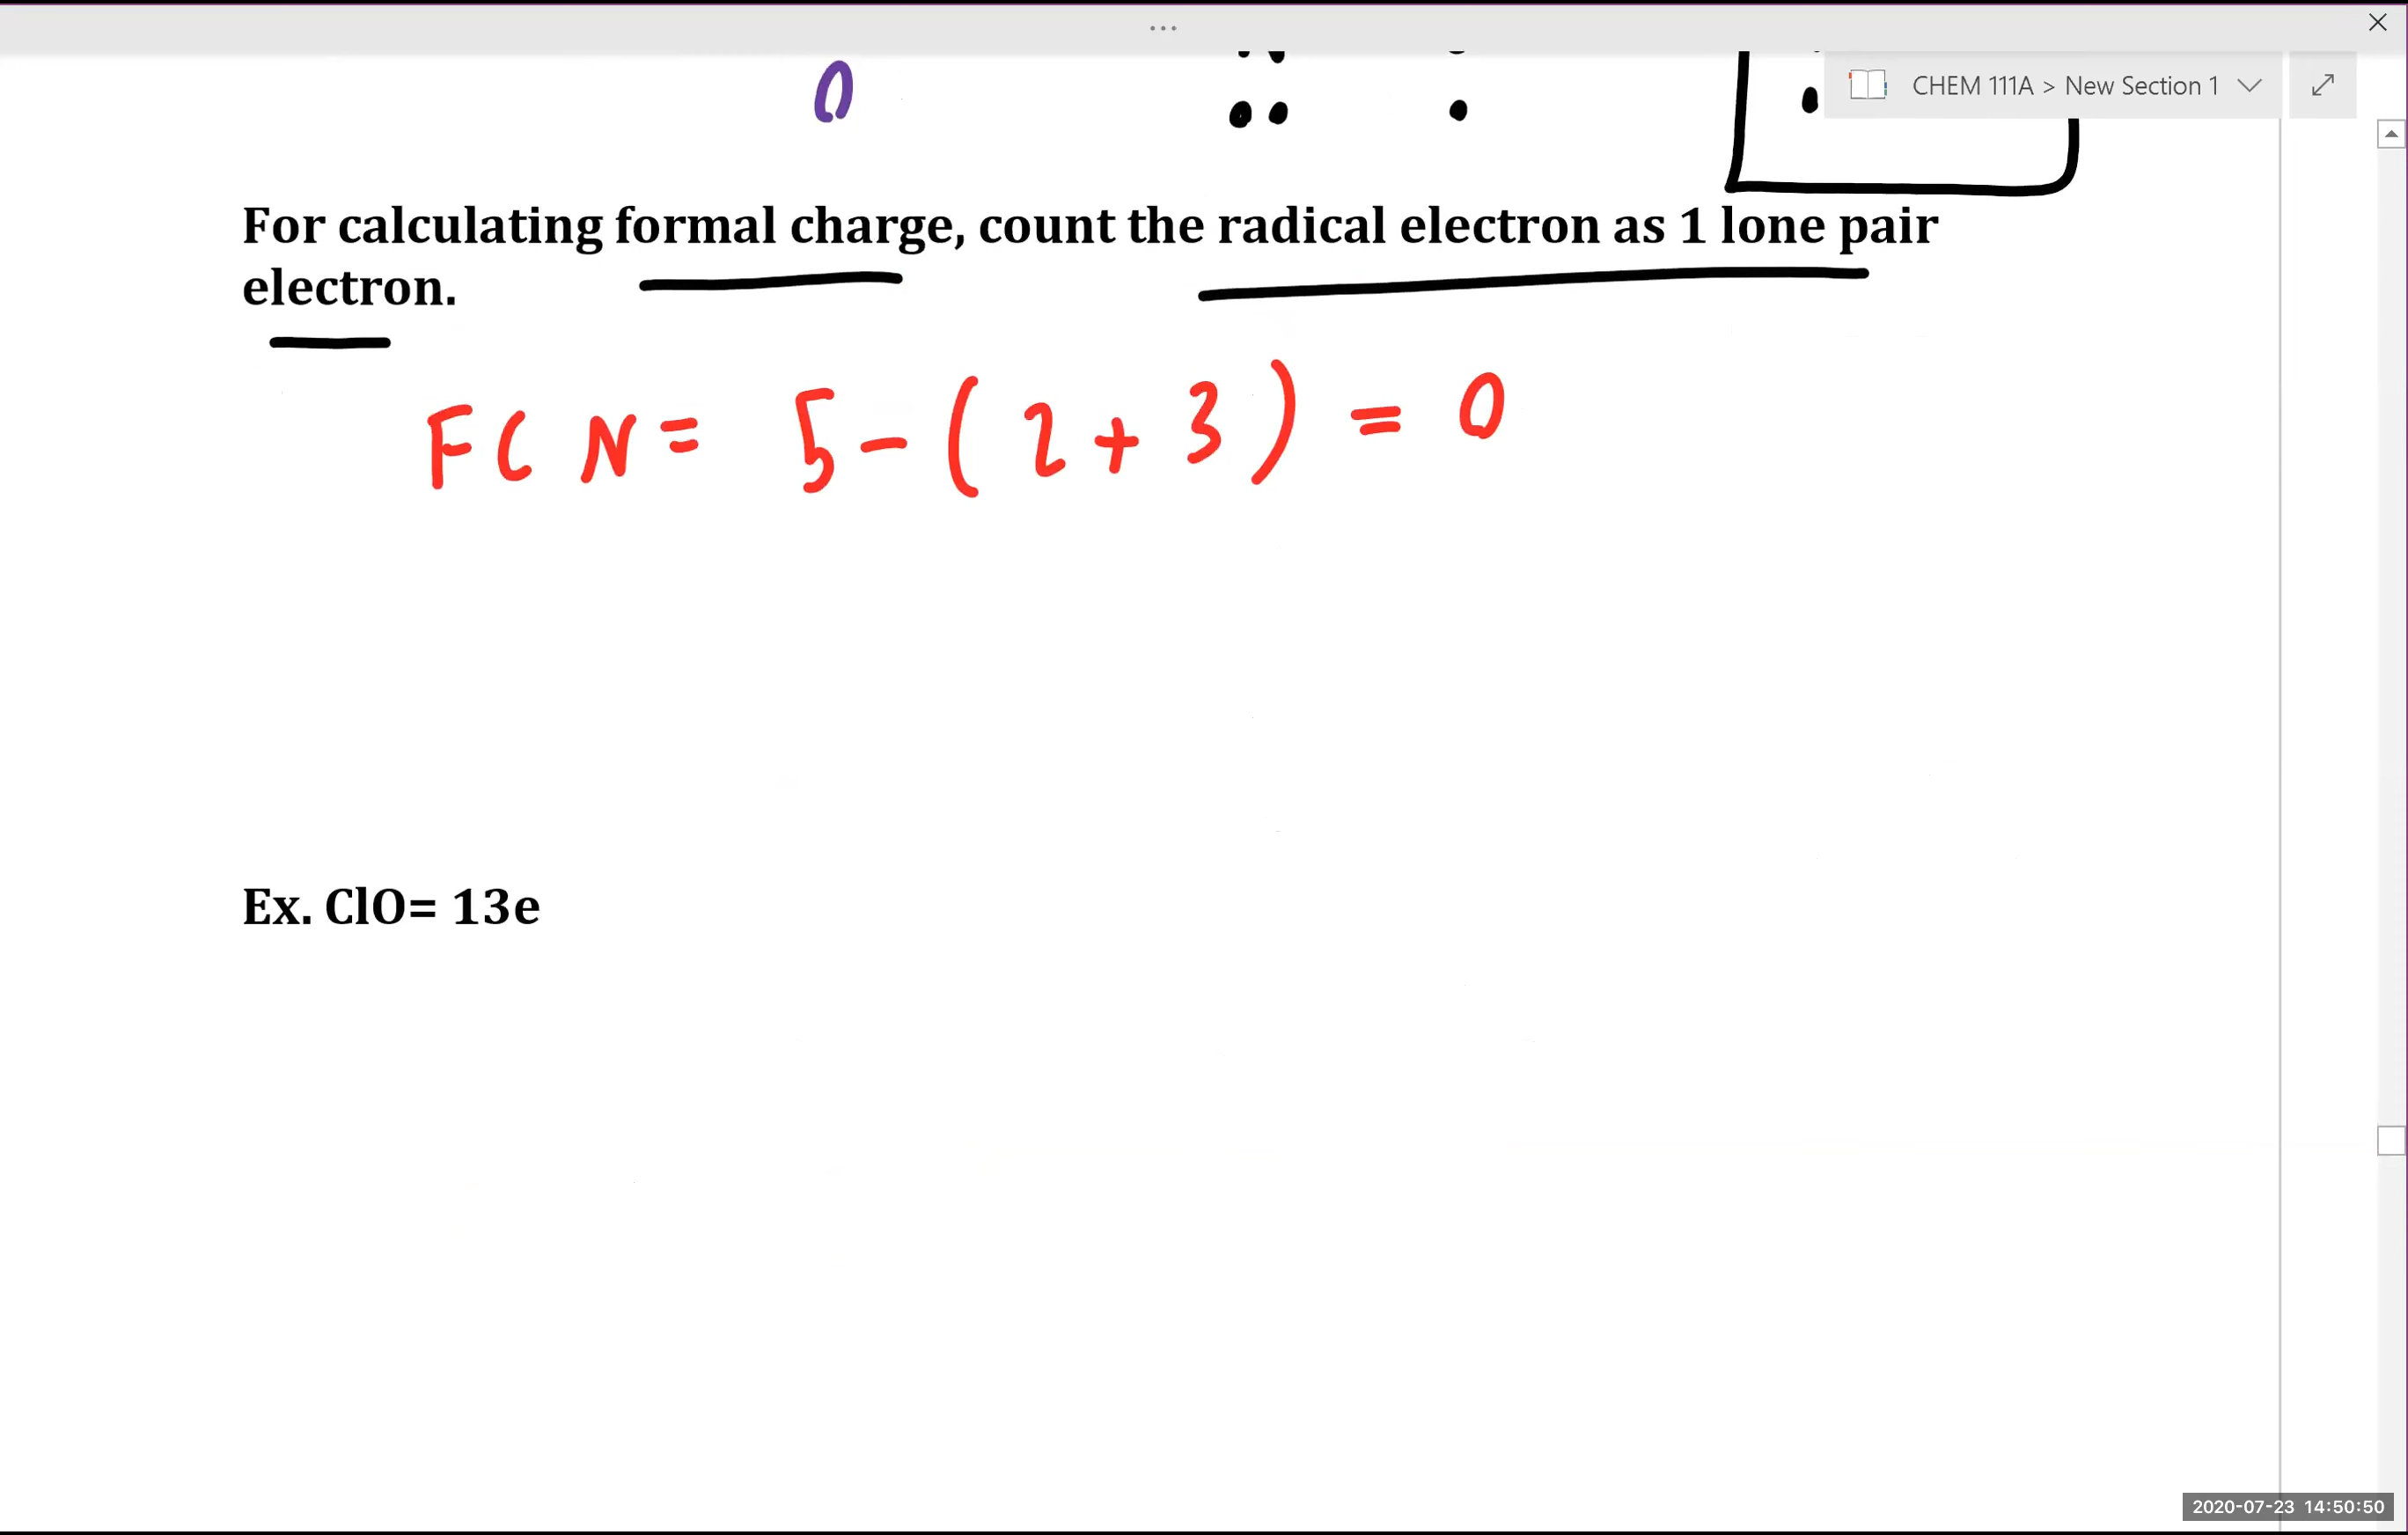 CHEM 111A > New Section 1
0
For calculating formal charge, count the radical electron as 1 lone pair
electron.
FC N = 5 - ( 2 + 3 ) = 0
Ex. ClO= 13e
2020-07-23 14:50:50